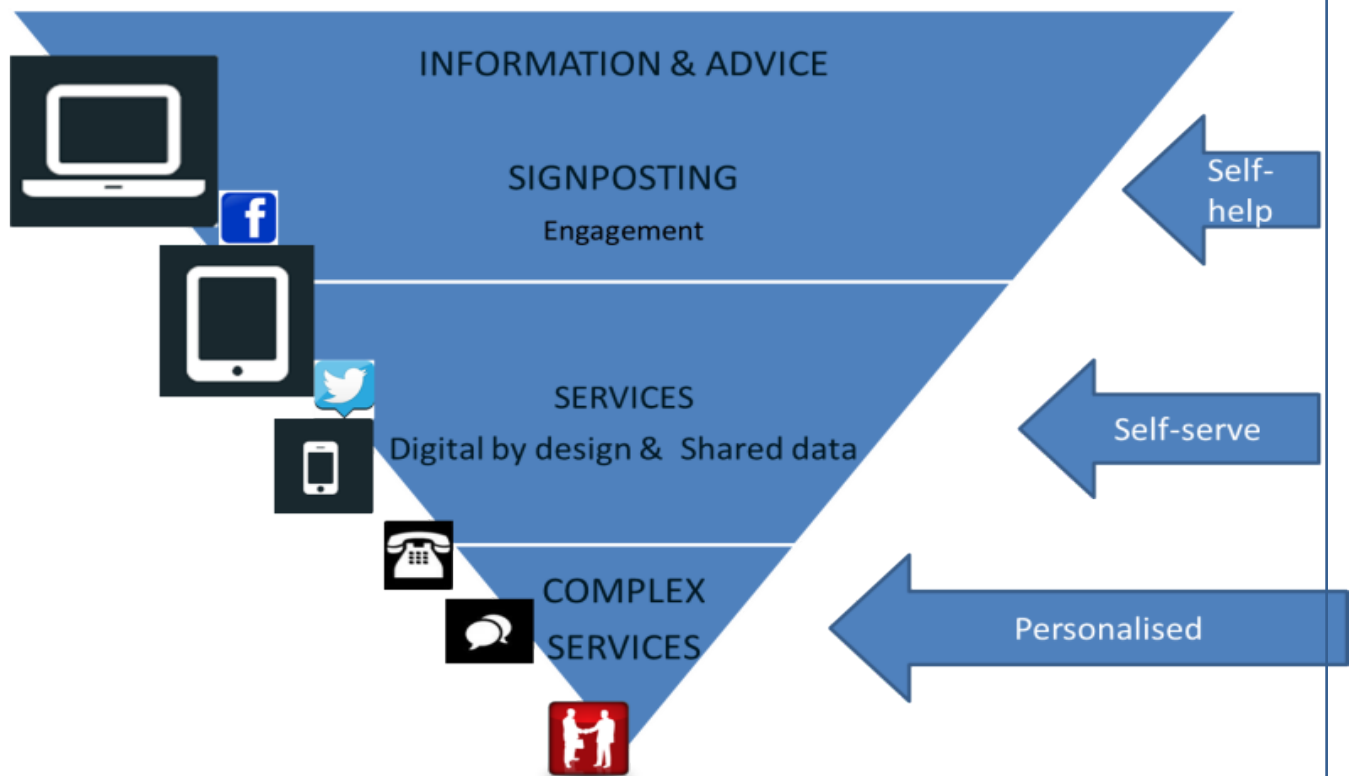 INFORMATION & ADVICE
SIGNPOSTING
Engagement
Self-
help
SERVICES
Digital by design & Shared data
Self-serve
COMPLEX
SERVICES
Personalised
f